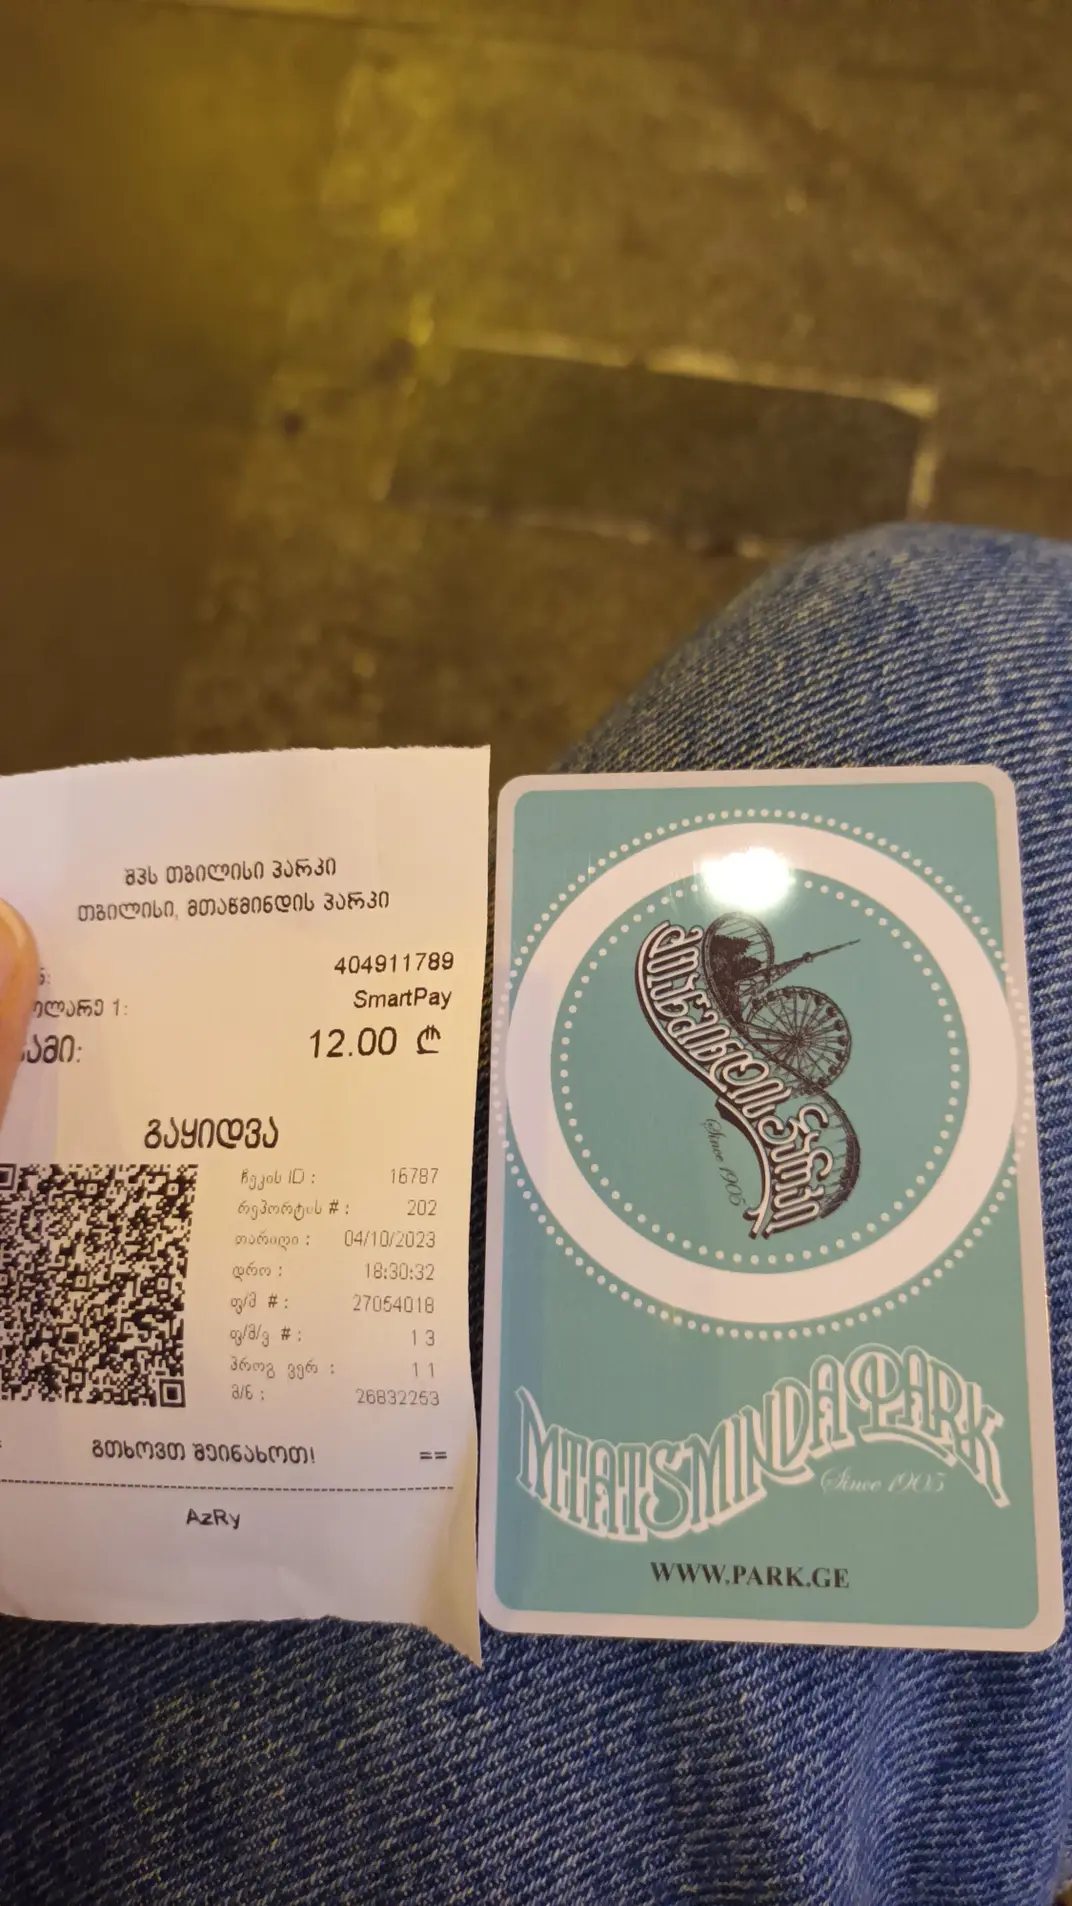 შპს თბილისი პარკი
თბილისი, მთაწმინდის პარკი
404911789
1: SmartPay
12.00 ₾
გაყიდვა
ჩეკის ID : 16787
რეპორტის # : 202
თარიღი : 04/10/2023
დრო : 18:30:32
ფ/მ # : 27054018
ფ/მ/ვ # : 1 3
პროგ ვერ : 1 1
მ/ნ : 26832253
გთხოვთ შეინახოთ! ==
AzRy
მთაწმინდის პარკი
Since 1905
MTATSMINDA PARK
Since 1905
WWW.PARK.GE